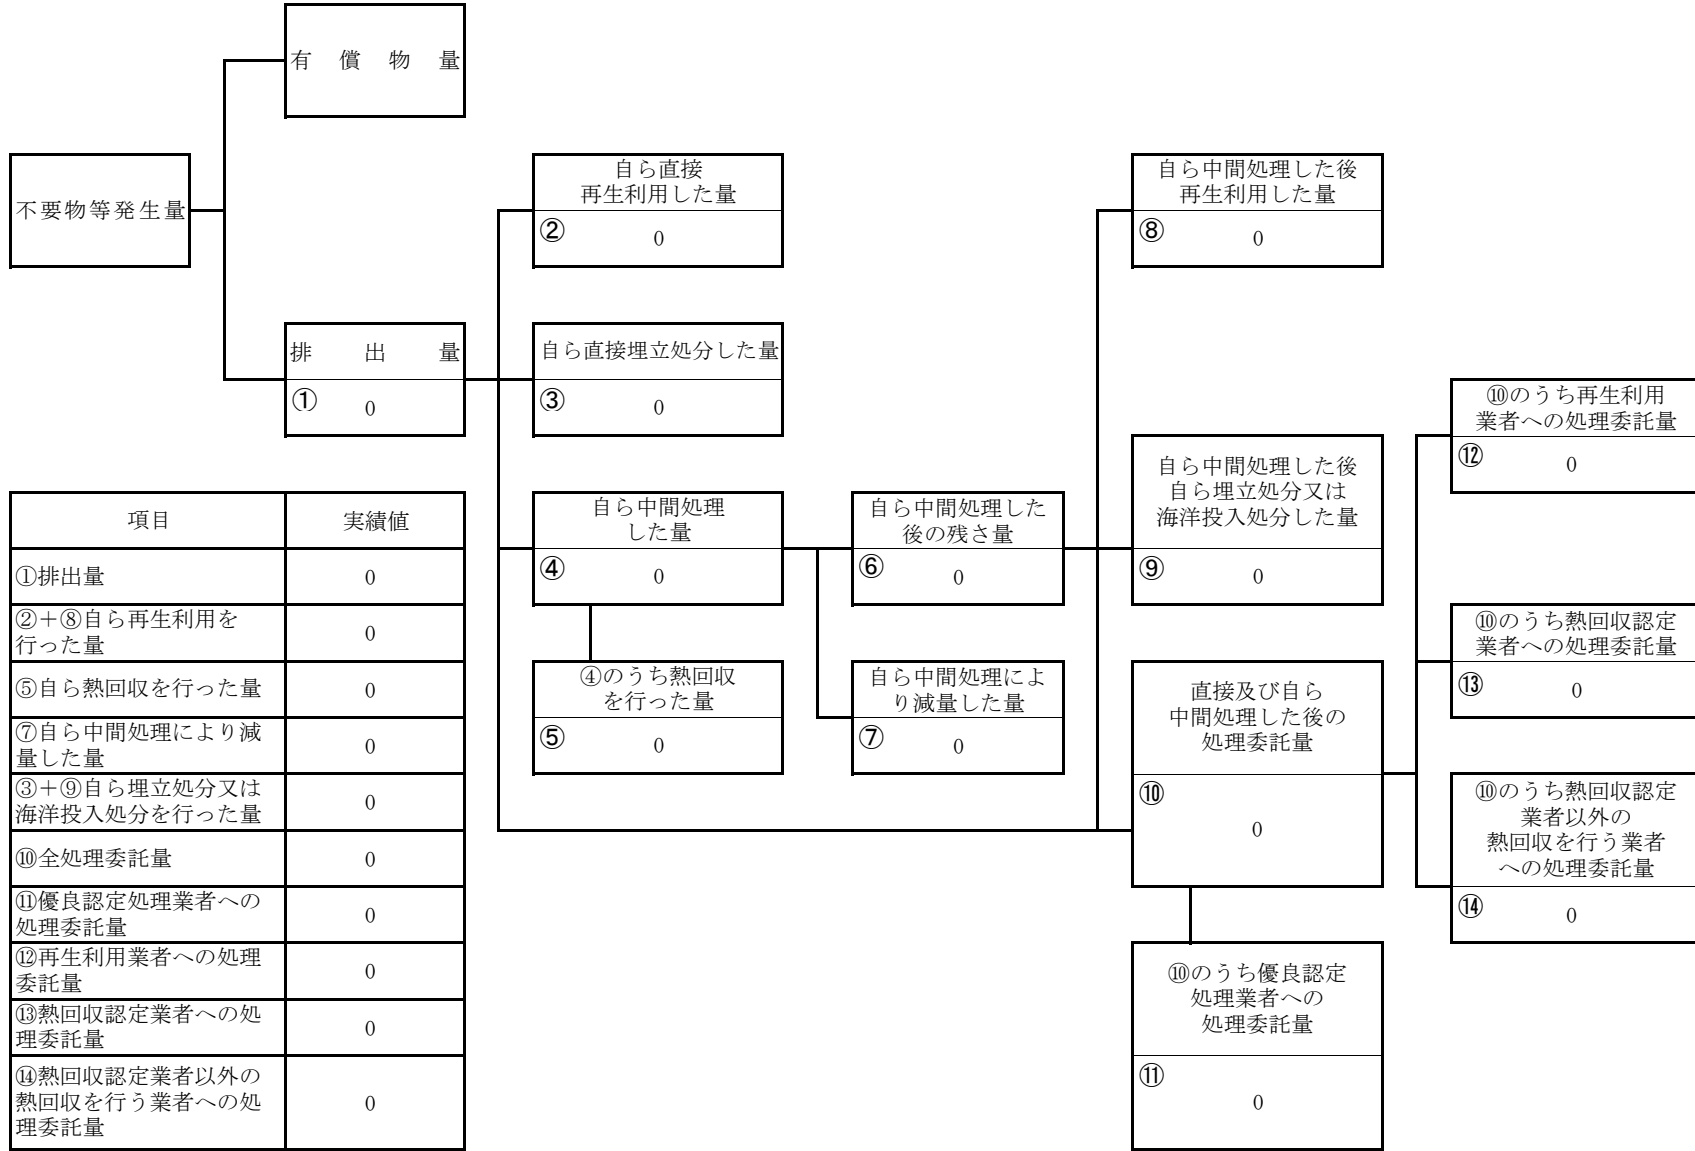 有償物量
不要物等発生量
排出量
① 0
自ら直接
再生利用した量
② 0
自ら直接埋立処分した量
③ 0
自ら中間処理
した量
④ 0
④のうち熱回収
を行った量
⑤ 0
自ら中間処理した
後の残さ量
⑥ 0
自ら中間処理によ
り減量した量
⑦ 0
自ら中間処理した後
再生利用した量
⑧ 0
自ら中間処理した後
自ら埋立処分又は
海洋投入処分した量
⑨ 0
直接及び自ら
中間処理した後の
処理委託量
⑩
0
⑩のうち優良認定
処理業者への
処理委託量
⑪
0
⑩のうち再生利用
業者への処理委託量
⑫ 0
⑩のうち熱回収認定
業者への処理委託量
⑬ 0
⑩のうち熱回収認定
業者以外の
熱回収を行う業者
への処理委託量
⑭ 0
項目 実績値
①排出量 0
②+⑧自ら再生利用を
行った量 0
⑤自ら熱回収を行った量 0
⑦自ら中間処理により減
量した量 0
③+⑨自ら埋立処分又は
海洋投入処分を行った量 0
⑩全処理委託量 0
⑪優良認定処理業者への
処理委託量 0
⑫再生利用業者への処理
委託量 0
⑬熱回収認定業者への処
理委託量 0
⑭熱回収認定業者以外の
熱回収を行う業者への処 0
理委託量